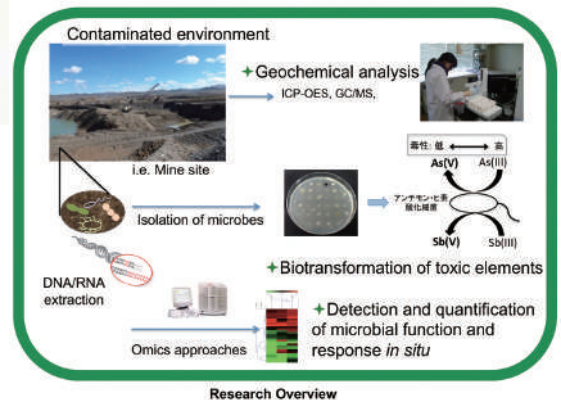 Contaminated environment
✦Geochemical analysis
ICP-OES, GC/MS,
i.e. Mine site
毒性: 低 ⟷ 高
As(V) As(III)
Isolation of microbes
アンチモン・ヒ素
酸化細菌
Sb(V) Sb(III)
✦Biotransformation of toxic elements
DNA/RNA
extraction
✦Detection and quantification
of microbial function and
response in situ
Omics approaches
Research Overview